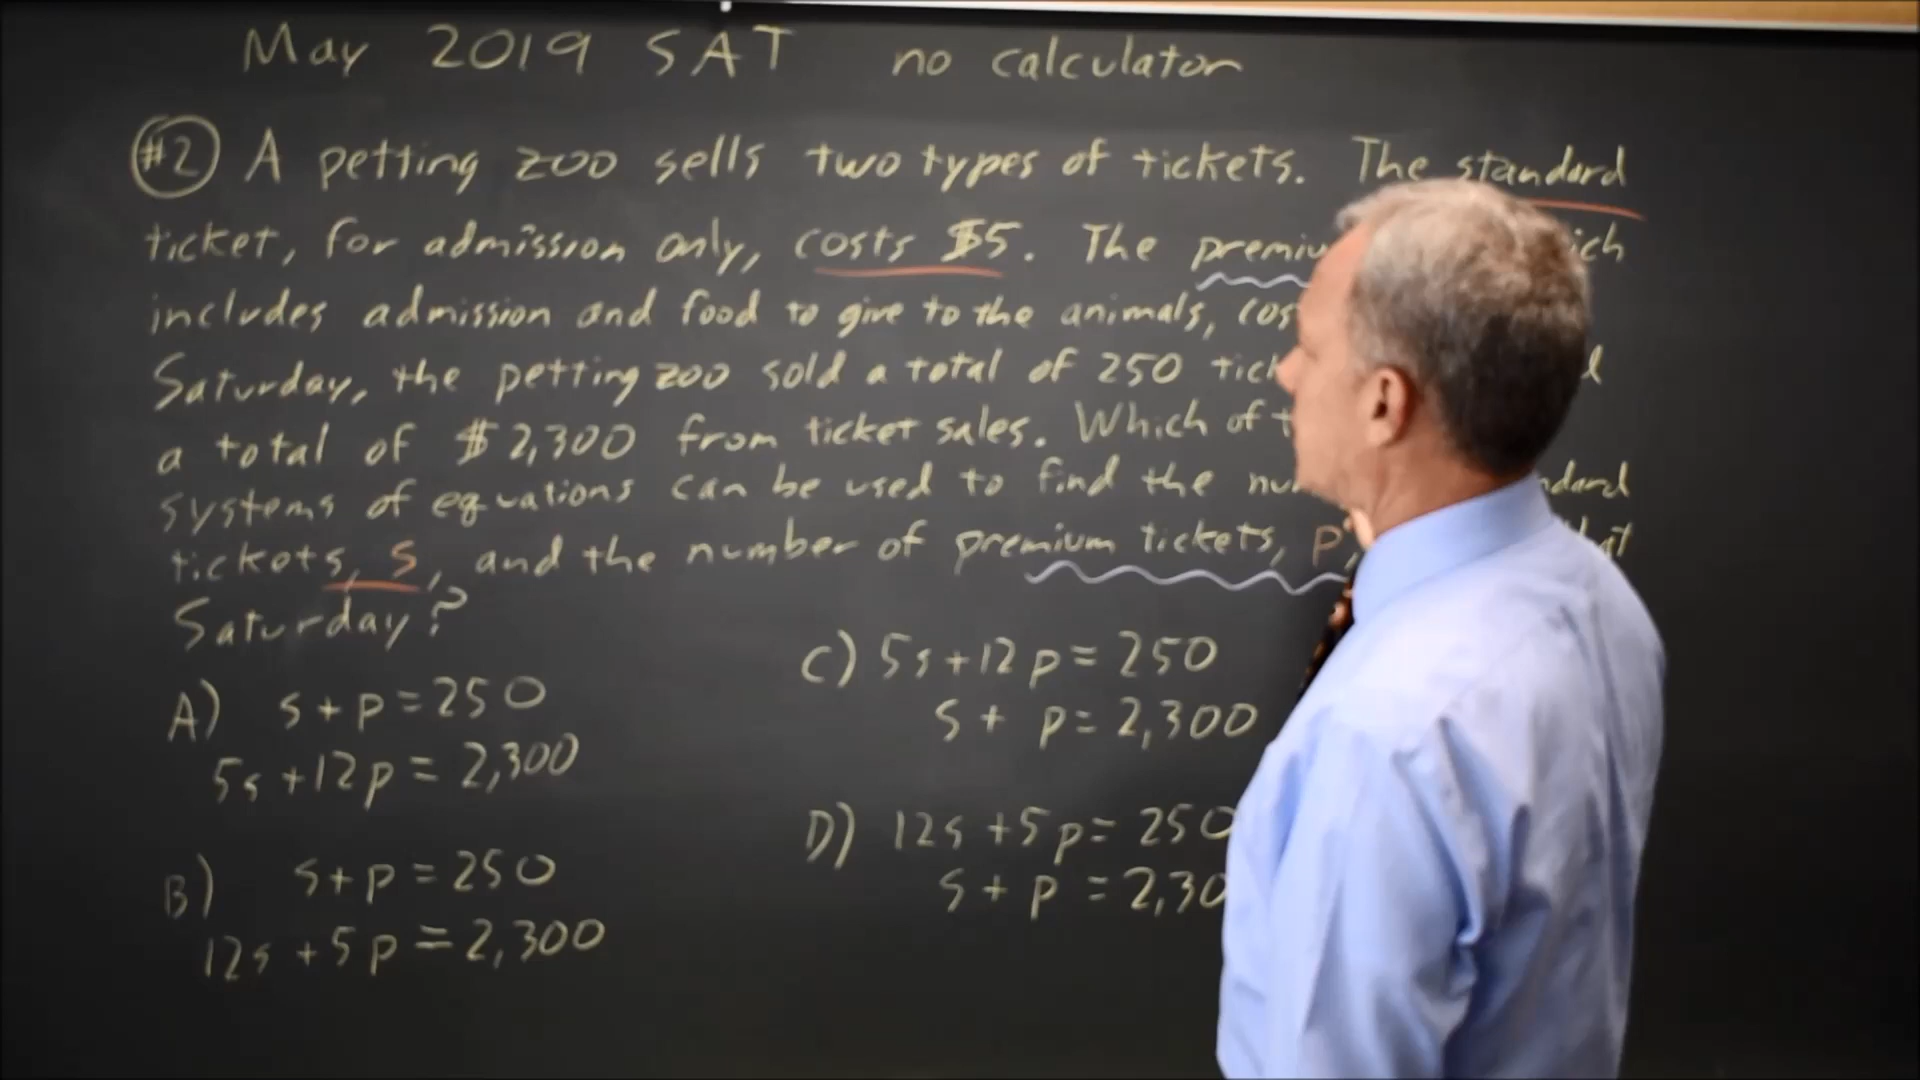 May 2019 SAT no calculator
#2 A petting zoo sells two types of tickets. The standard
ticket, for admission only, costs $5. The
includes admission and food to give to the animals,
Saturday, the petting zoo sold a total of 250
a total of $2,300 from ticket sales. Which of
systems of equations can be used to find the
tickets, s, and the number of premium tickets, p,
Saturday?
A) s + p = 250
5s + 12p = 2,300
B) s + p = 250
12s + 5p = 2,300
C) 5s + 12p = 250
s + p = 2,300
D) 12s + 5p = 250
s + p = 2,30